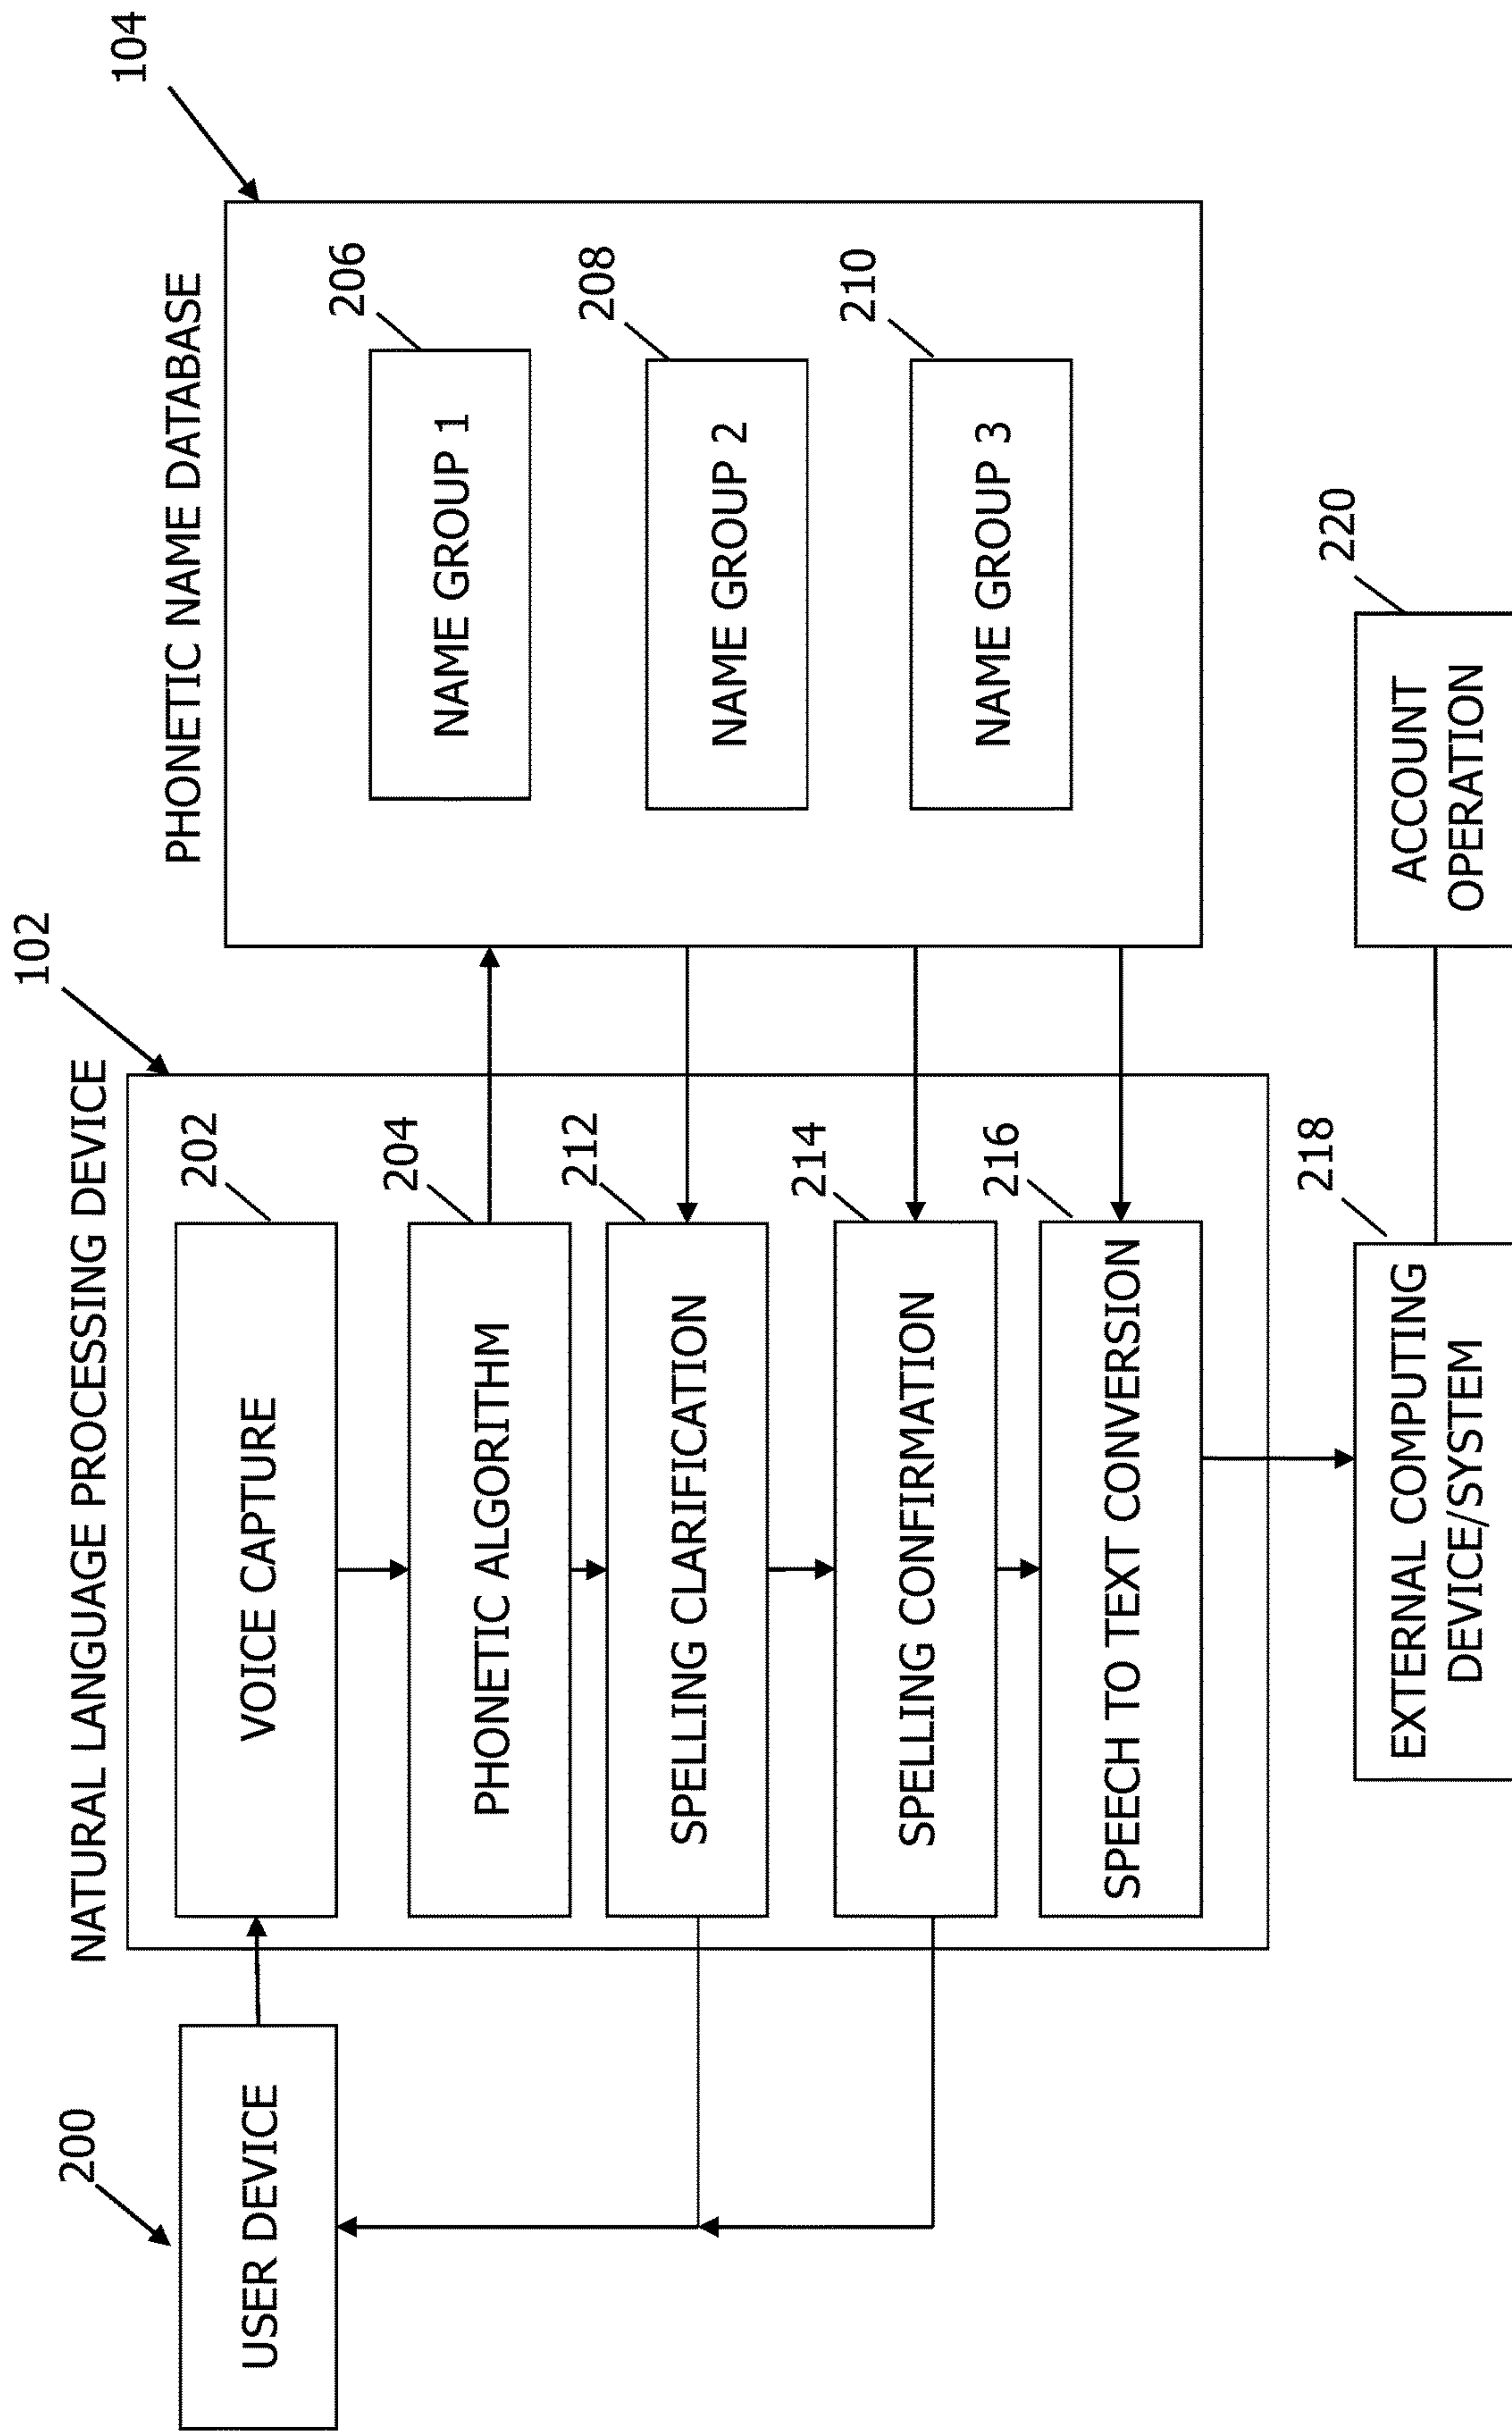 NATURAL LANGUAGE PROCESSING DEVICE
102
PHONETIC NAME DATABASE
104
200
USER DEVICE
VOICE CAPTURE
202
PHONETIC ALGORITHM
204
SPELLING CLARIFICATION
212
SPELLING CONFIRMATION
214
SPEECH TO TEXT CONVERSION
216
NAME GROUP 1
206
NAME GROUP 2
208
NAME GROUP 3
210
EXTERNAL COMPUTING
DEVICE/SYSTEM
218
ACCOUNT
OPERATION
220